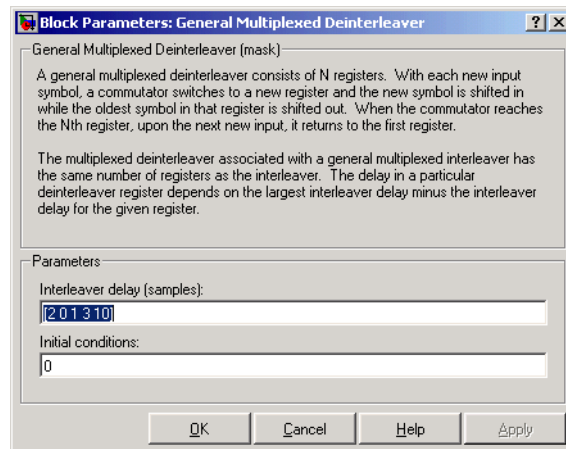 Block Parameters: General Multiplexed Deinterleaver
General Multiplexed Deinterleaver (mask)
A general multiplexed deinterleaver consists of N registers. With each new input
symbol, a commutator switches to a new register and the new symbol is shifted in
while the oldest symbol in that register is shifted out. When the commutator reaches
the Nth register, upon the next new input, it returns to the first register.
The multiplexed deinterleaver associated with a general multiplexed interleaver has
the same number of registers as the interleaver. The delay in a particular
deinterleaver register depends on the largest interleaver delay minus the interleaver
delay for the given register.
Parameters
Interleaver delay (samples):
[2 0 1 3 10]
Initial conditions:
0
OK Cancel Help Apply